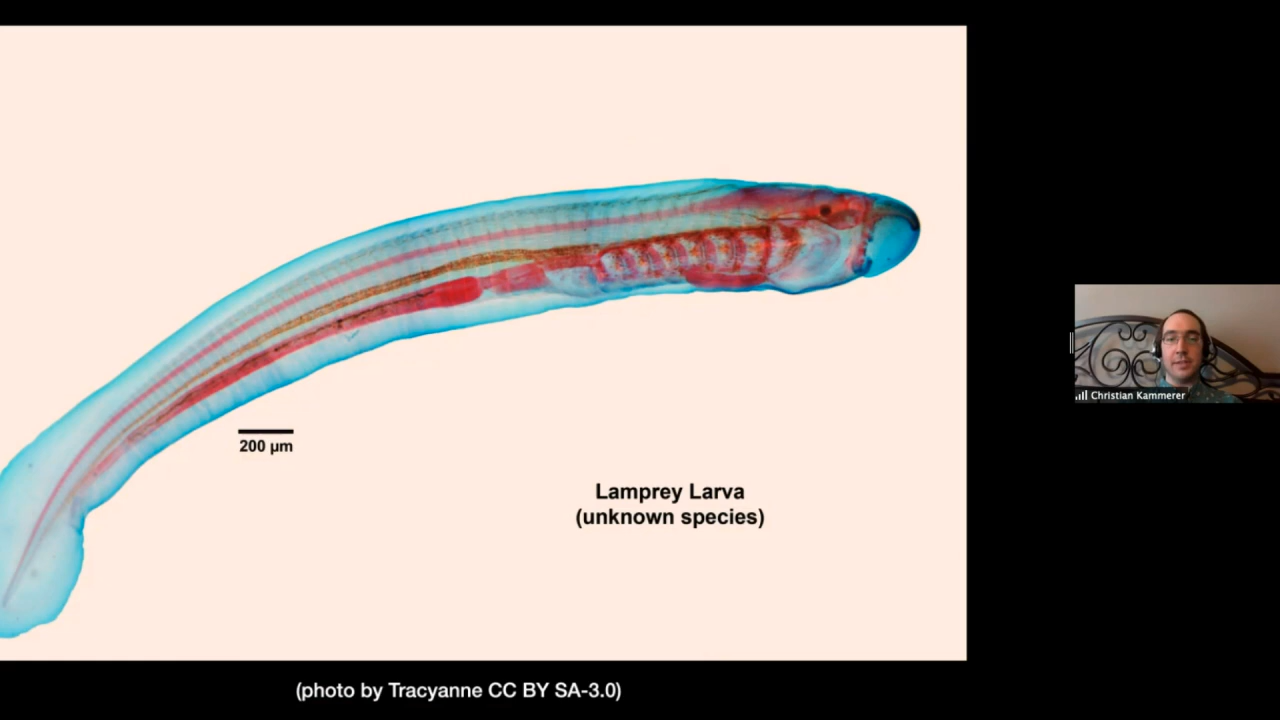 200 µm
Lamprey Larva
(unknown species)
Christian Kammerer
(photo by Tracyanne CC BY SA-3.0)